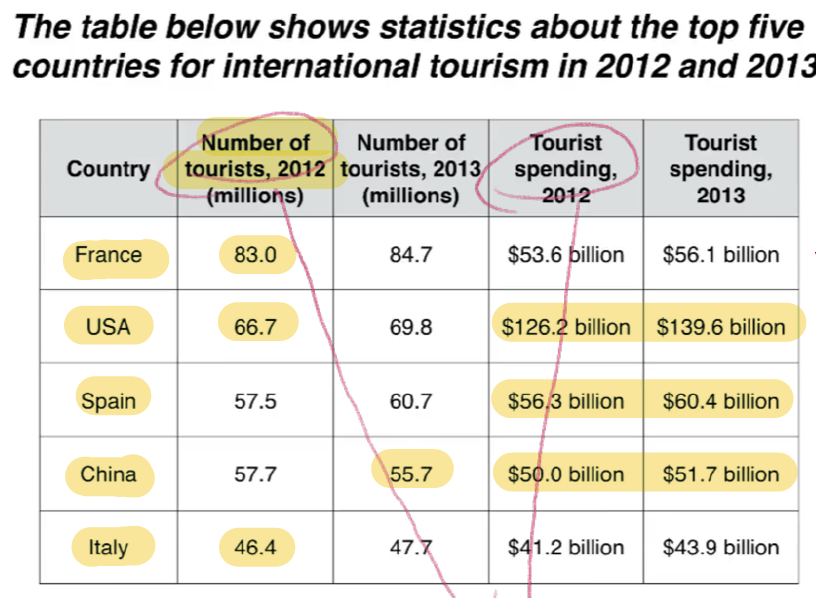 The table below shows statistics about the top five
countries for international tourism in 2012 and 2013
Country
Number of
tourists, 2012
(millions)
Number of
tourists, 2013
(millions)
Tourist
spending,
2012
Tourist
spending,
2013
France 83.0 84.7 $53.6 billion $56.1 billion
USA 66.7 69.8 $126.2 billion $139.6 billion
Spain 57.5 60.7 $56.3 billion $60.4 billion
China 57.7 55.7 $50.0 billion $51.7 billion
Italy 46.4 47.7 $41.2 billion $43.9 billion